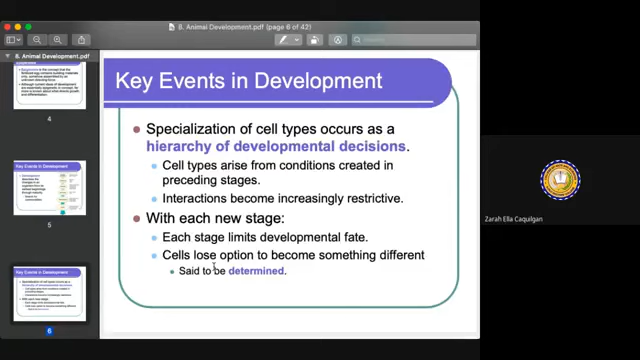 8. Animal Development.pdf (page 6 of 42)
Search
8. Animal Development.pdf
4
Key Events in Development
5
Key Events in Development
6
Key Events in Development
Specialization of cell types occurs as a
hierarchy of developmental decisions.
Cell types arise from conditions created in
preceding stages.
Interactions become increasingly restrictive.
With each new stage:
Each stage limits developmental fate.
Cells lose option to become something different
Said to be determined.
Zarah Ella Caquilgan